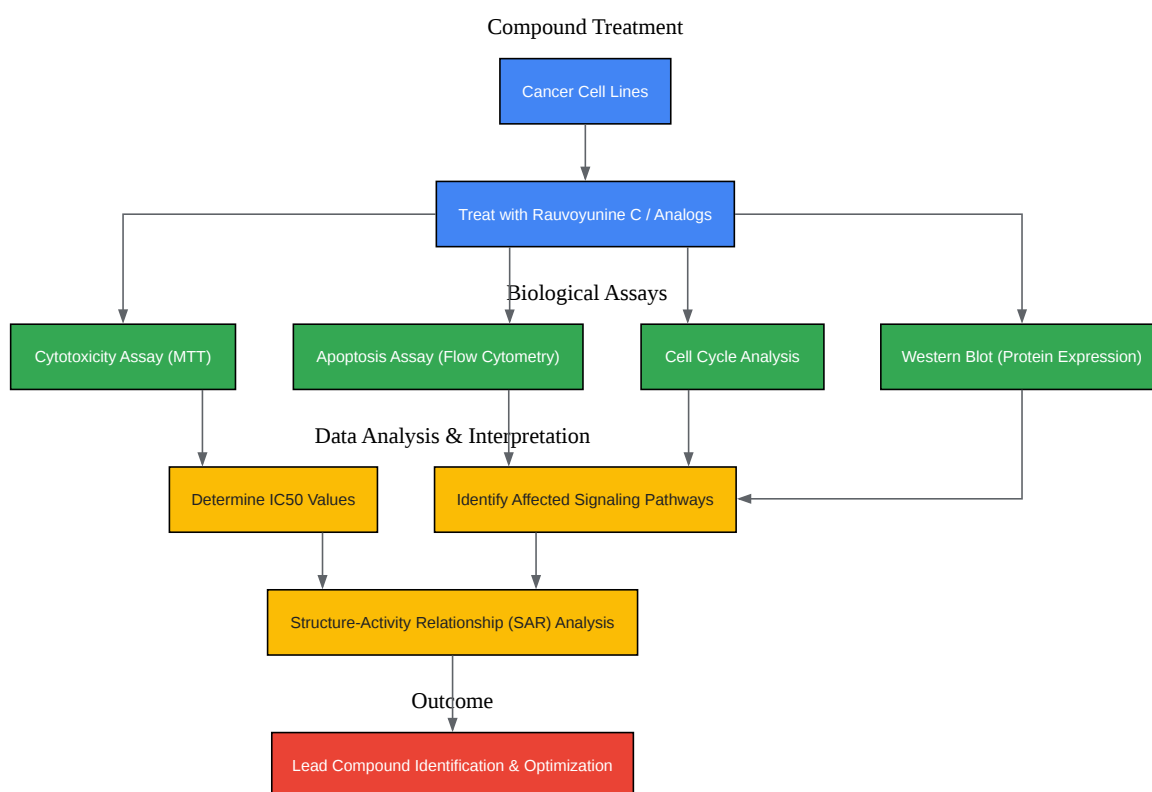 Compound Treatment
Cancer Cell Lines
Treat with Rauvoyunine C / Analogs
Biological Assays
Cytotoxicity Assay (MTT)
Apoptosis Assay (Flow Cytometry)
Cell Cycle Analysis
Western Blot (Protein Expression)
Data Analysis & Interpretation
Determine IC50 Values
Identify Affected Signaling Pathways
Structure-Activity Relationship (SAR) Analysis
Outcome
Lead Compound Identification & Optimization